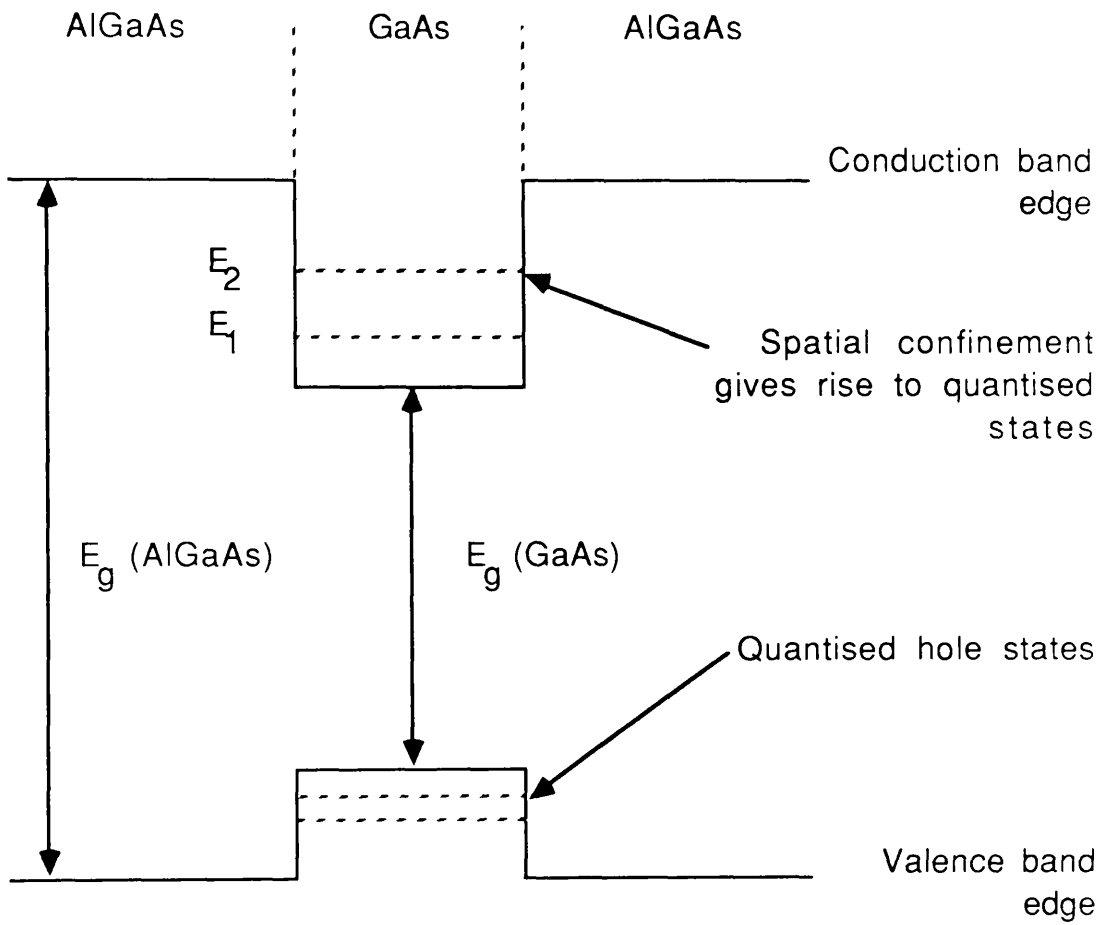 AlGaAs GaAs AlGaAs
Conduction band
edge
E2
E1
Spatial confinement
gives rise to quantised
states
Eg (AlGaAs) Eg (GaAs)
Quantised hole states
Valence band
edge